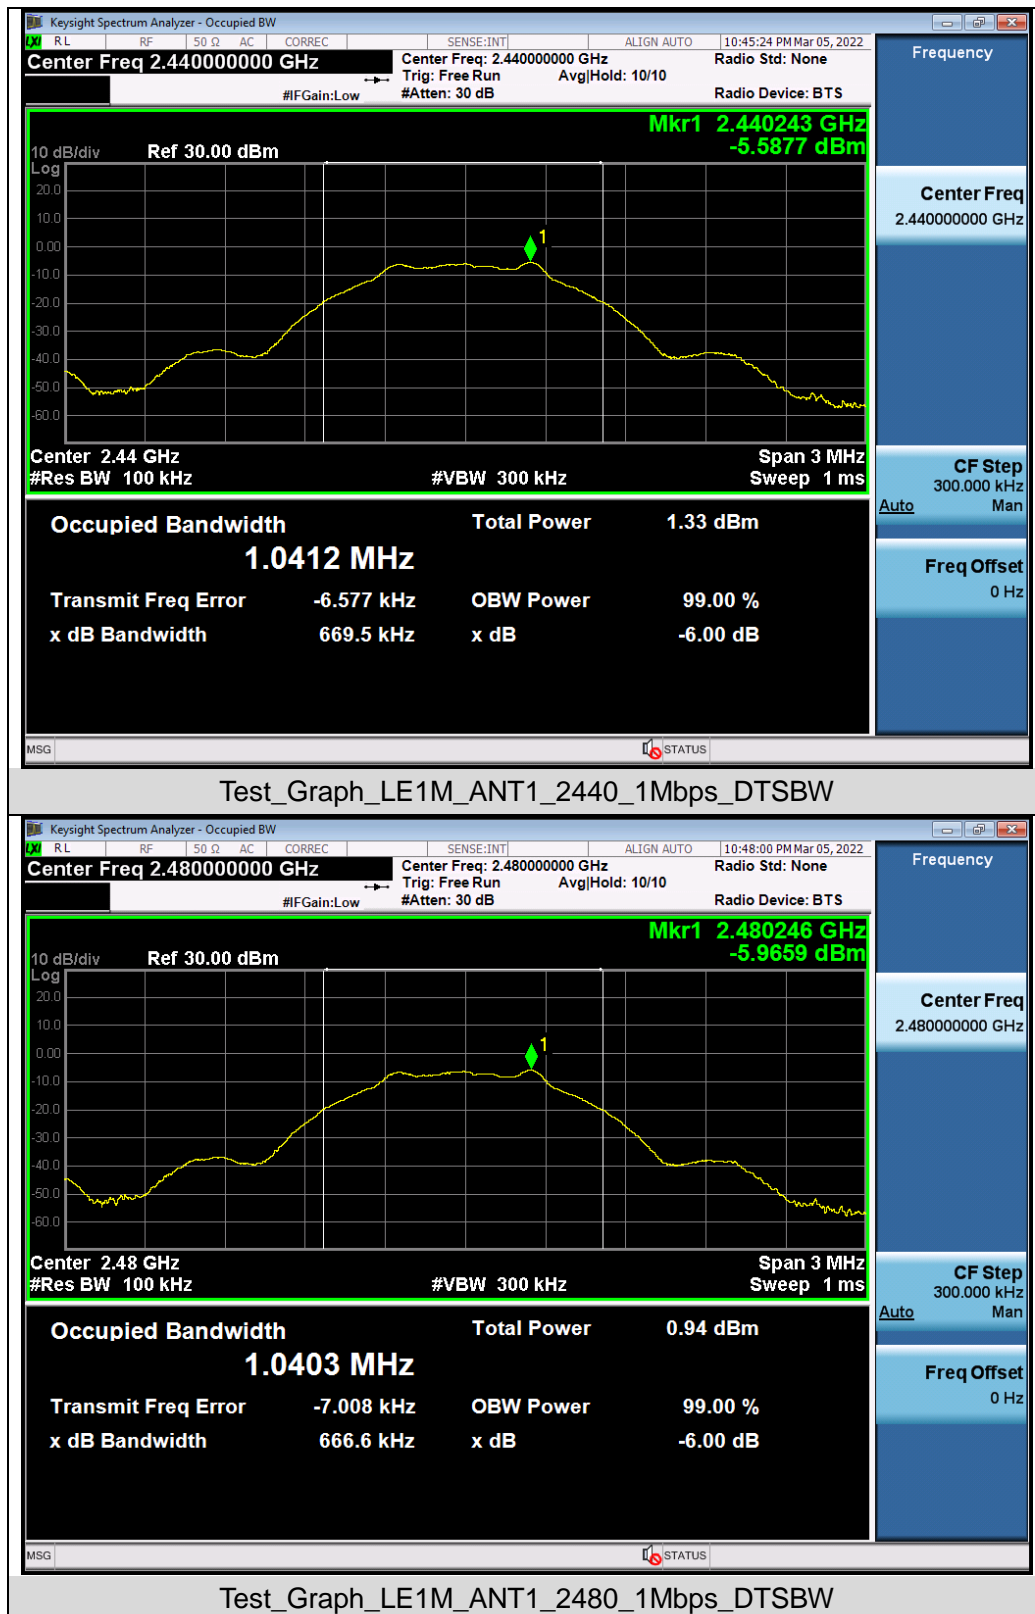 Keysight Spectrum Analyzer - Occupied BW
LXI RL RF 50 Ω AC CORREC SENSE:INT ALIGN AUTO 10:45:24 PM Mar 05, 2022
Center Freq 2.440000000 GHz Center Freq: 2.440000000 GHz Radio Std: None
Trig: Free Run Avg|Hold: 10/10
#IFGain:Low #Atten: 30 dB Radio Device: BTS
Frequency
Mkr1 2.440243 GHz
-5.5877 dBm
10 dB/div Ref 30.00 dBm
Log
20.0
10.0
0.00
-10.0
-20.0
-30.0
-40.0
-50.0
-60.0
1
Center 2.44 GHz Span 3 MHz
#Res BW 100 kHz #VBW 300 kHz Sweep 1 ms
Center Freq
2.440000000 GHz
CF Step
300.000 kHz
Auto Man
Freq Offset
0 Hz
Occupied Bandwidth Total Power 1.33 dBm
1.0412 MHz
Transmit Freq Error -6.577 kHz OBW Power 99.00 %
x dB Bandwidth 669.5 kHz x dB -6.00 dB
MSG STATUS
Test_Graph_LE1M_ANT1_2440_1Mbps_DTSBW
Keysight Spectrum Analyzer - Occupied BW
LXI RL RF 50 Ω AC CORREC SENSE:INT ALIGN AUTO 10:48:00 PM Mar 05, 2022
Center Freq 2.480000000 GHz Center Freq: 2.480000000 GHz Radio Std: None
Trig: Free Run Avg|Hold: 10/10
#IFGain:Low #Atten: 30 dB Radio Device: BTS
Frequency
Mkr1 2.480246 GHz
-5.9659 dBm
10 dB/div Ref 30.00 dBm
Log
20.0
10.0
0.00
-10.0
-20.0
-30.0
-40.0
-50.0
-60.0
1
Center 2.48 GHz Span 3 MHz
#Res BW 100 kHz #VBW 300 kHz Sweep 1 ms
Center Freq
2.480000000 GHz
CF Step
300.000 kHz
Auto Man
Freq Offset
0 Hz
Occupied Bandwidth Total Power 0.94 dBm
1.0403 MHz
Transmit Freq Error -7.008 kHz OBW Power 99.00 %
x dB Bandwidth 666.6 kHz x dB -6.00 dB
MSG STATUS
Test_Graph_LE1M_ANT1_2480_1Mbps_DTSBW